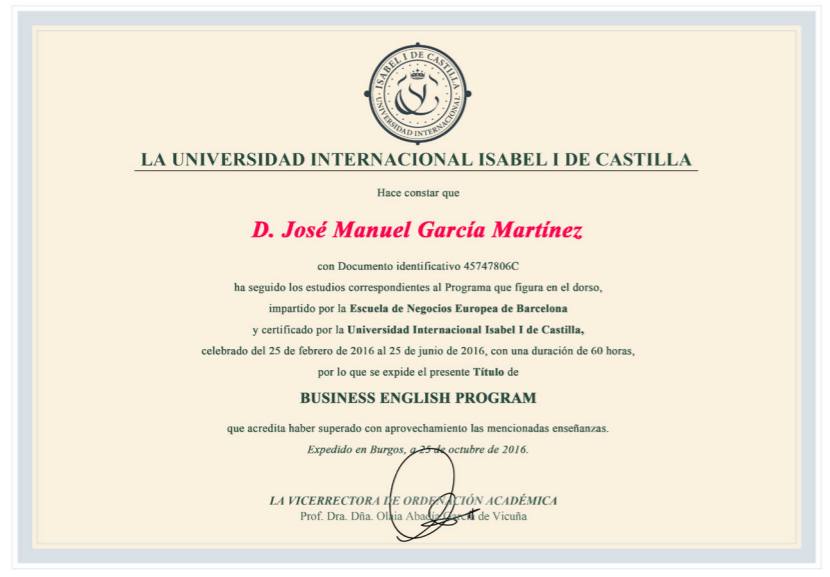 ISABEL I DE CASTILLA
UNIVERSIDAD INTERNACIONAL
LA UNIVERSIDAD INTERNACIONAL ISABEL I DE CASTILLA
Hace constar que
D. José Manuel García Martínez
con Documento identificativo 45747806C
ha seguido los estudios correspondientes al Programa que figura en el dorso,
impartido por la Escuela de Negocios Europea de Barcelona
y certificado por la Universidad Internacional Isabel I de Castilla,
celebrado del 25 de febrero de 2016 al 25 de junio de 2016, con una duración de 60 horas,
por lo que se expide el presente Título de
BUSINESS ENGLISH PROGRAM
que acredita haber superado con aprovechamiento las mencionadas enseñanzas.
Expedido en Burgos, a 25 de octubre de 2016.
LA VICERRECTORA DE ORDENACIÓN ACADÉMICA
Prof. Dra. Dña. Olaia Abadía García de Vicuña